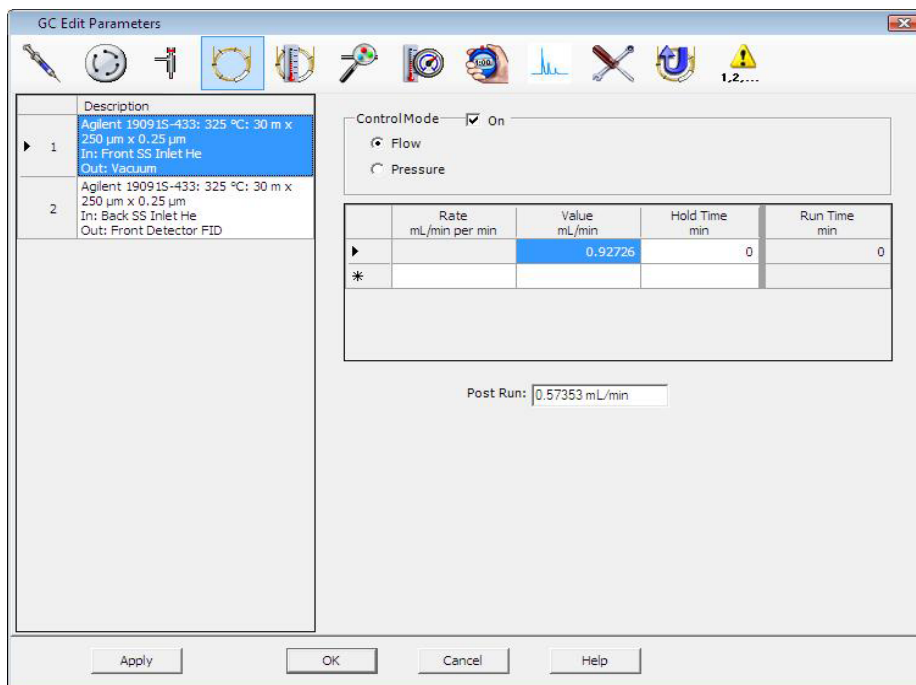 GC Edit Parameters
1:00
1,2,...
Description
1
Agilent 19091S-433: 325 °C: 30 m x
250 µm x 0.25 µm
In: Front SS Inlet He
Out: Vacuum
2
Agilent 19091S-433: 325 °C: 30 m x
250 µm x 0.25 µm
In: Back SS Inlet He
Out: Front Detector FID
Control Mode On
Flow
Pressure
Rate Value Hold Time Run Time
mL/min per min mL/min min min
0.92726 0 0
Post Run: 0.57353 mL/min
Apply OK Cancel Help